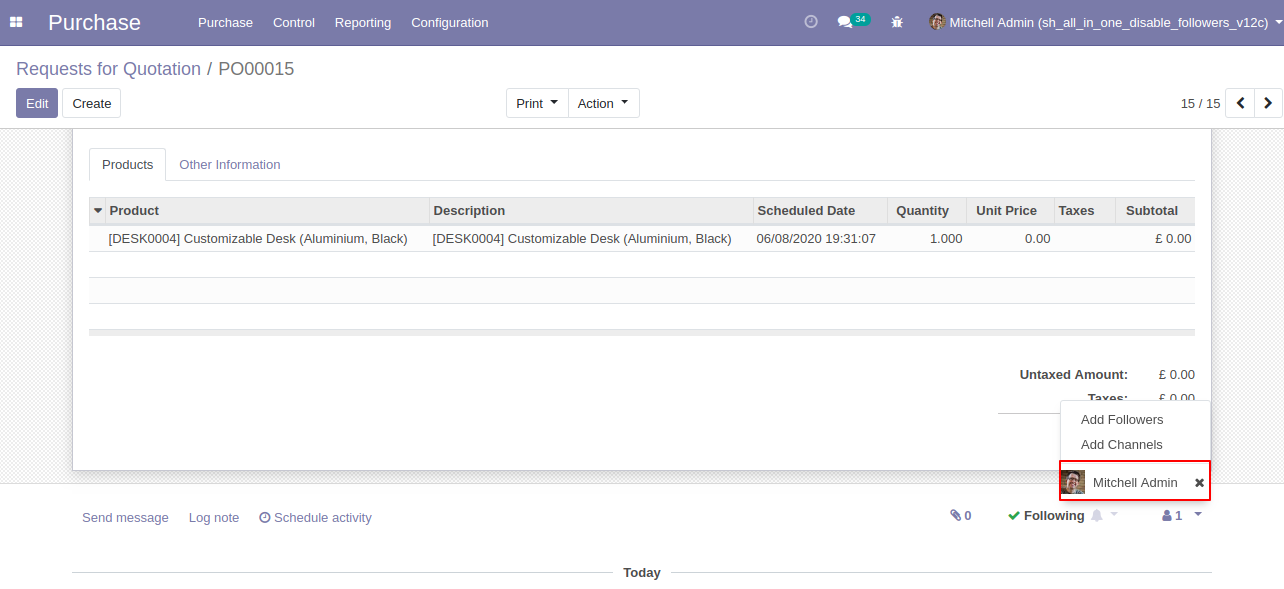 Purchase Purchase Control Reporting Configuration 34 Mitchell Admin (sh_all_in_one_disable_followers_v12c)
Requests for Quotation / PO00015
Edit Create Print Action 15 / 15
Products Other Information
Product Description Scheduled Date Quantity Unit Price Taxes Subtotal
[DESK0004] Customizable Desk (Aluminium, Black) [DESK0004] Customizable Desk (Aluminium, Black) 06/08/2020 19:31:07 1.000 0.00 £ 0.00
Untaxed Amount: £ 0.00
Taxes: £ 0.00
Add Followers
Add Channels
Mitchell Admin
Send message Log note Schedule activity 0 Following 1
Today